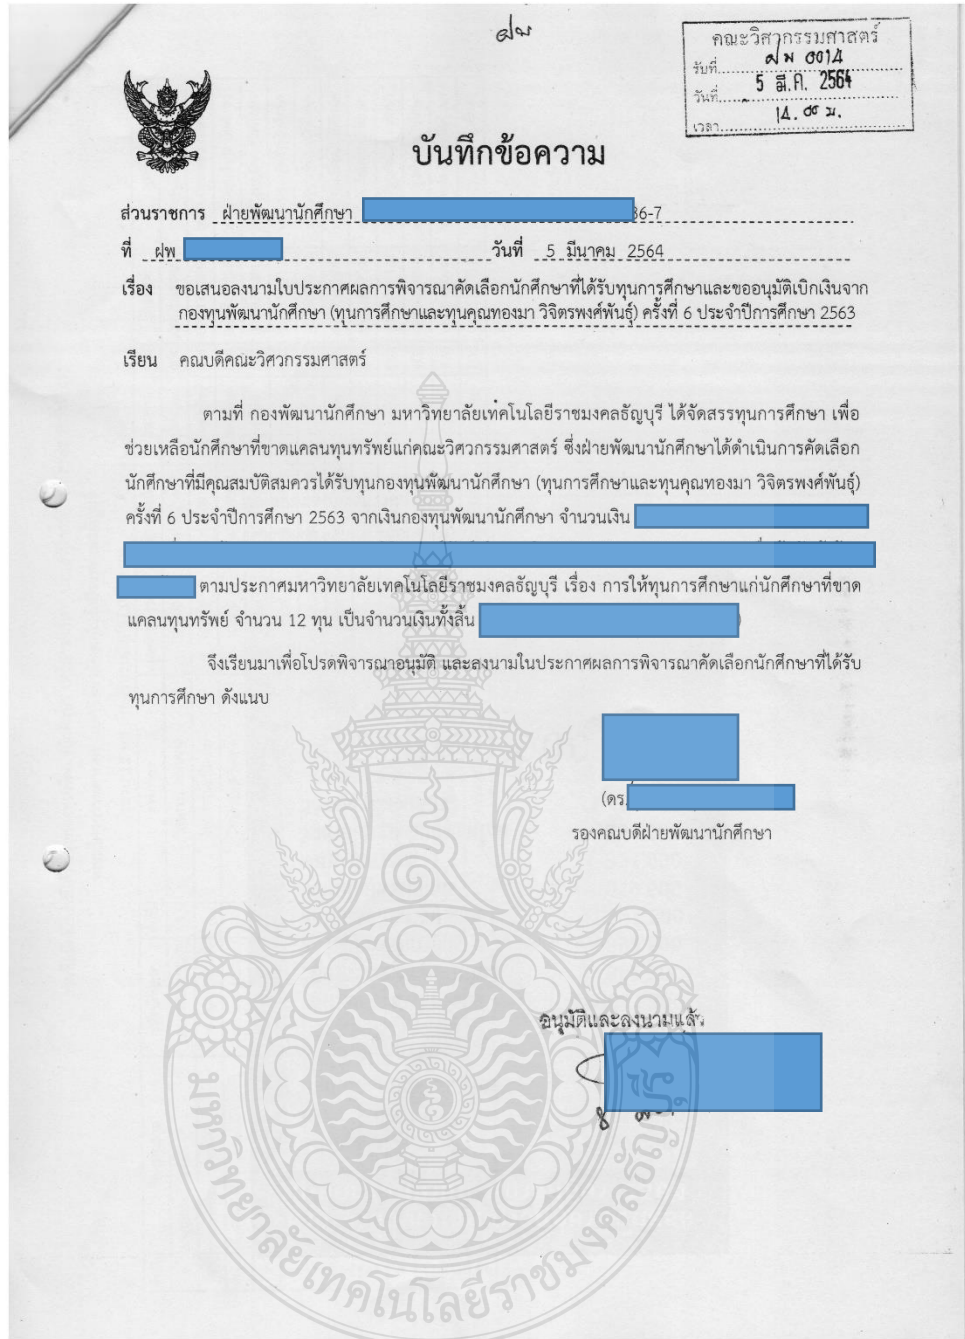 ฝพ
คณะวิศวกรรมศาสตร์
รับที่ ฝพ 0014
วันที่ 5 มี.ค. 2564
เวลา 14.00 น.
บันทึกข้อความ
ส่วนราชการ ฝ่ายพัฒนานักศึกษา 36-7
ที่ ฝพ วันที่ 5 มีนาคม 2564
เรื่อง ขอเสนอลงนามใบประกาศผลการพิจารณาคัดเลือกนักศึกษาที่ได้รับทุนการศึกษาและขออนุมัติเบิกเงินจาก
กองทุนพัฒนานักศึกษา (ทุนการศึกษาและทุนคุณทองมา วิจิตรพงศ์พันธุ์) ครั้งที่ 6 ประจำปีการศึกษา 2563
เรียน คณบดีคณะวิศวกรรมศาสตร์
ตามที่ กองพัฒนานักศึกษา มหาวิทยาลัยเทคโนโลยีราชมงคลธัญบุรี ได้จัดสรรทุนการศึกษา เพื่อ
ช่วยเหลือนักศึกษาที่ขาดแคลนทุนทรัพย์แก่คณะวิศวกรรมศาสตร์ ซึ่งฝ่ายพัฒนานักศึกษาได้ดำเนินการคัดเลือก
นักศึกษาที่มีคุณสมบัติสมควรได้รับทุนกองทุนพัฒนานักศึกษา (ทุนการศึกษาและทุนคุณทองมา วิจิตรพงศ์พันธุ์)
ครั้งที่ 6 ประจำปีการศึกษา 2563 จากเงินกองทุนพัฒนานักศึกษา จำนวนเงิน
ตามประกาศมหาวิทยาลัยเทคโนโลยีราชมงคลธัญบุรี เรื่อง การให้ทุนการศึกษาแก่นักศึกษาที่ขาด
แคลนทุนทรัพย์ จำนวน 12 ทุน เป็นจำนวนเงินทั้งสิ้น )
จึงเรียนมาเพื่อโปรดพิจารณาอนุมัติ และลงนามในประกาศผลการพิจารณาคัดเลือกนักศึกษาที่ได้รับ
ทุนการศึกษา ดังแนบ
(ดร.
รองคณบดีฝ่ายพัฒนานักศึกษา
อนุมัติและลงนามแล้ว
8
มหาวิทยาลัยเทคโนโลยีราชมงคลธัญบุรี